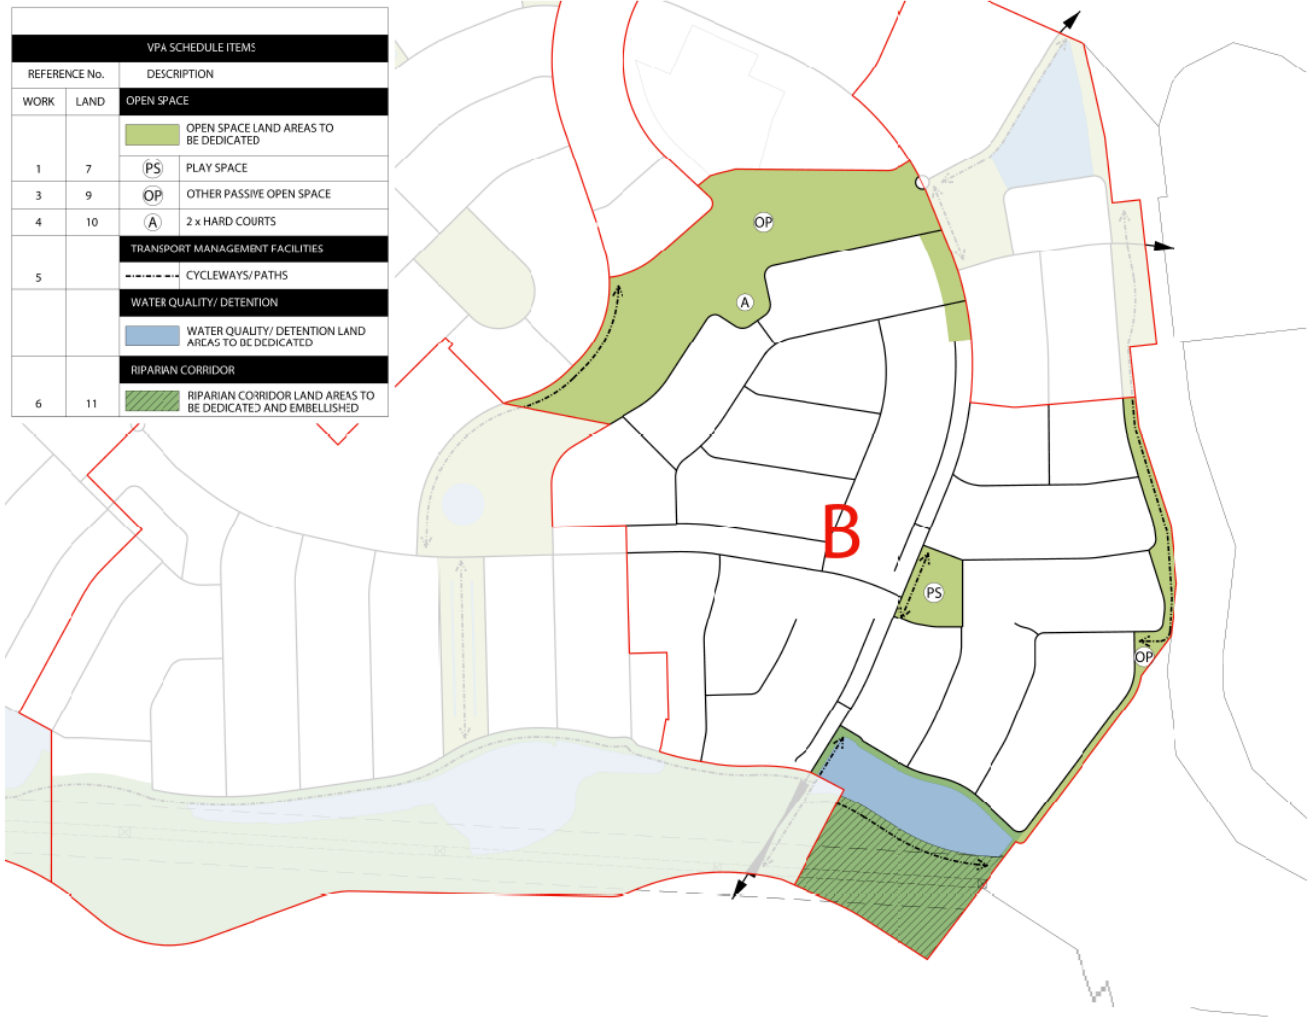 VPA SCHEDULE ITEMS
REFERENCE No. DESCRIPTION
WORK LAND OPEN SPACE
OPEN SPACE LAND AREAS TO
BE DEDICATED
1 7 PS PLAY SPACE
3 9 OP OTHER PASSIVE OPEN SPACE
4 10 A 2 x HARD COURTS
TRANSPORT MANAGEMENT FACILITIES
5 CYCLEWAYS/PATHS
WATER QUALITY/ DETENTION
WATER QUALITY/ DETENTION LAND
AREAS TO BE DEDICATED
RIPARIAN CORRIDOR
6 11 RIPARIAN CORRIDOR LAND AREAS TO
BE DEDICATED AND EMBELLISHED
OP
A
B
PS
OP